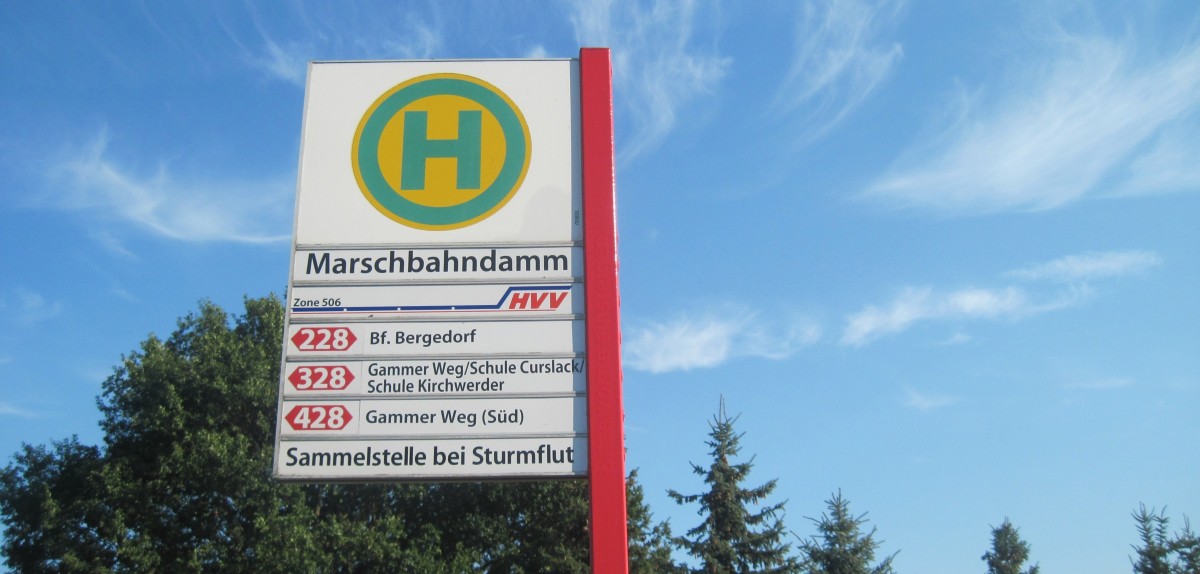 H
Marschbahndamm
Zone 506 HVV
228 Bf. Bergedorf
328 Gammer Weg/Schule Curslack/
Schule Kirchwerder
428 Gammer Weg (Süd)
Sammelstelle bei Sturmflut